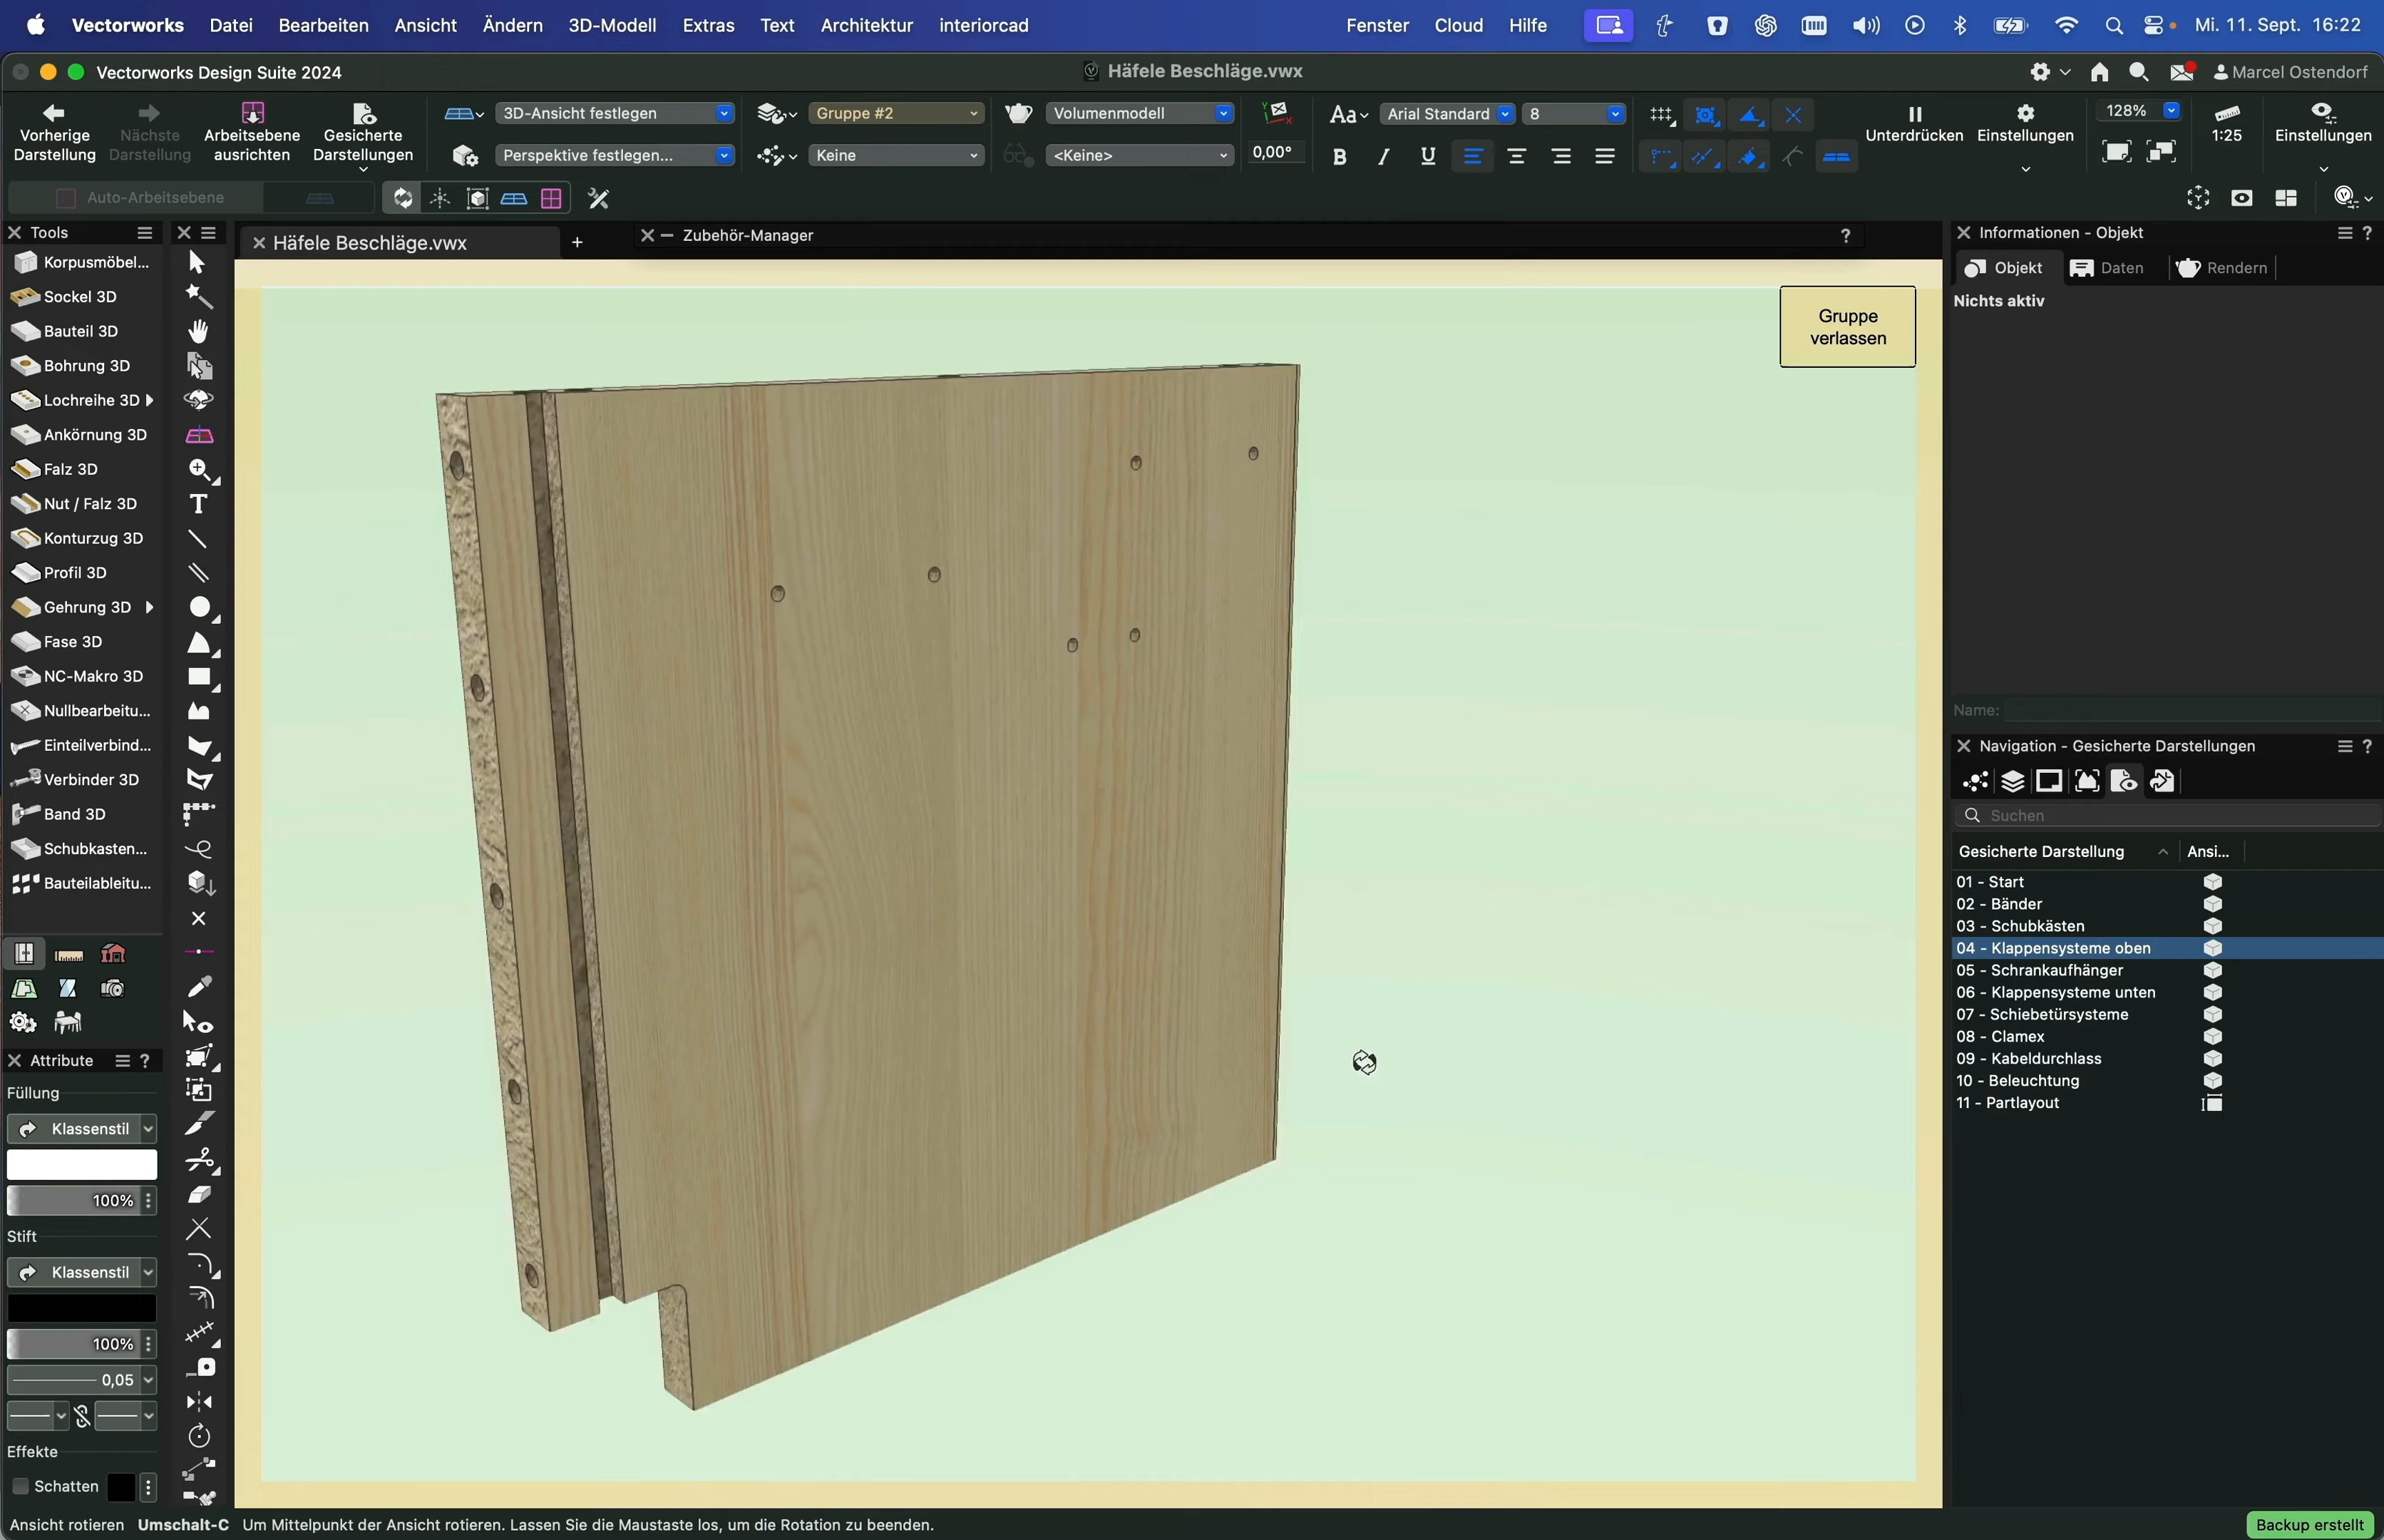 Vectorworks Datei Bearbeiten Ansicht Ändern 3D-Modell Extras Text Architektur interiorcad Fenster Cloud Hilfe Mi. 11. Sept. 16:22
Vectorworks Design Suite 2024 Häfele Beschläge.vwx Marcel Ostendorf
Vorherige Darstellung
Nächste Darstellung
Arbeitsebene ausrichten
Gesicherte Darstellungen
3D-Ansicht festlegen
Perspektive festlegen...
Gruppe #2
Keine
Volumenmodell
<Keine>
0,00°
Aa Arial Standard 8
B I U
Unterdrücken
Einstellungen
128%
1:25
Einstellungen
Auto-Arbeitsebene
Tools
Häfele Beschläge.vwx +
Zubehör-Manager ?
Korpusmöbel...
Sockel 3D
Bauteil 3D
Bohrung 3D
Lochreihe 3D
Ankörnung 3D
Falz 3D
Nut / Falz 3D
Konturzug 3D
Profil 3D
Gehrung 3D
Fase 3D
NC-Makro 3D
Nullbearbeitu...
Einteilverbind...
Verbinder 3D
Band 3D
Schubkasten...
Bauteilableitu...
Attribute ?
Füllung
Klassenstil
100%
Stift
Klassenstil
100%
0,05
Effekte
Schatten
Gruppe
verlassen
Informationen - Objekt ?
Objekt Daten Rendern
Nichts aktiv
Name:
Navigation - Gesicherte Darstellungen ?
Suchen
Gesicherte Darstellung Ansi...
01 - Start
02 - Bänder
03 - Schubkästen
04 - Klappensysteme oben
05 - Schrankaufhänger
06 - Klappensysteme unten
07 - Schiebetürsysteme
08 - Clamex
09 - Kabeldurchlass
10 - Beleuchtung
11 - Partlayout
Ansicht rotieren Umschalt-C Um Mittelpunkt der Ansicht rotieren. Lassen Sie die Maustaste los, um die Rotation zu beenden.
Backup erstellt